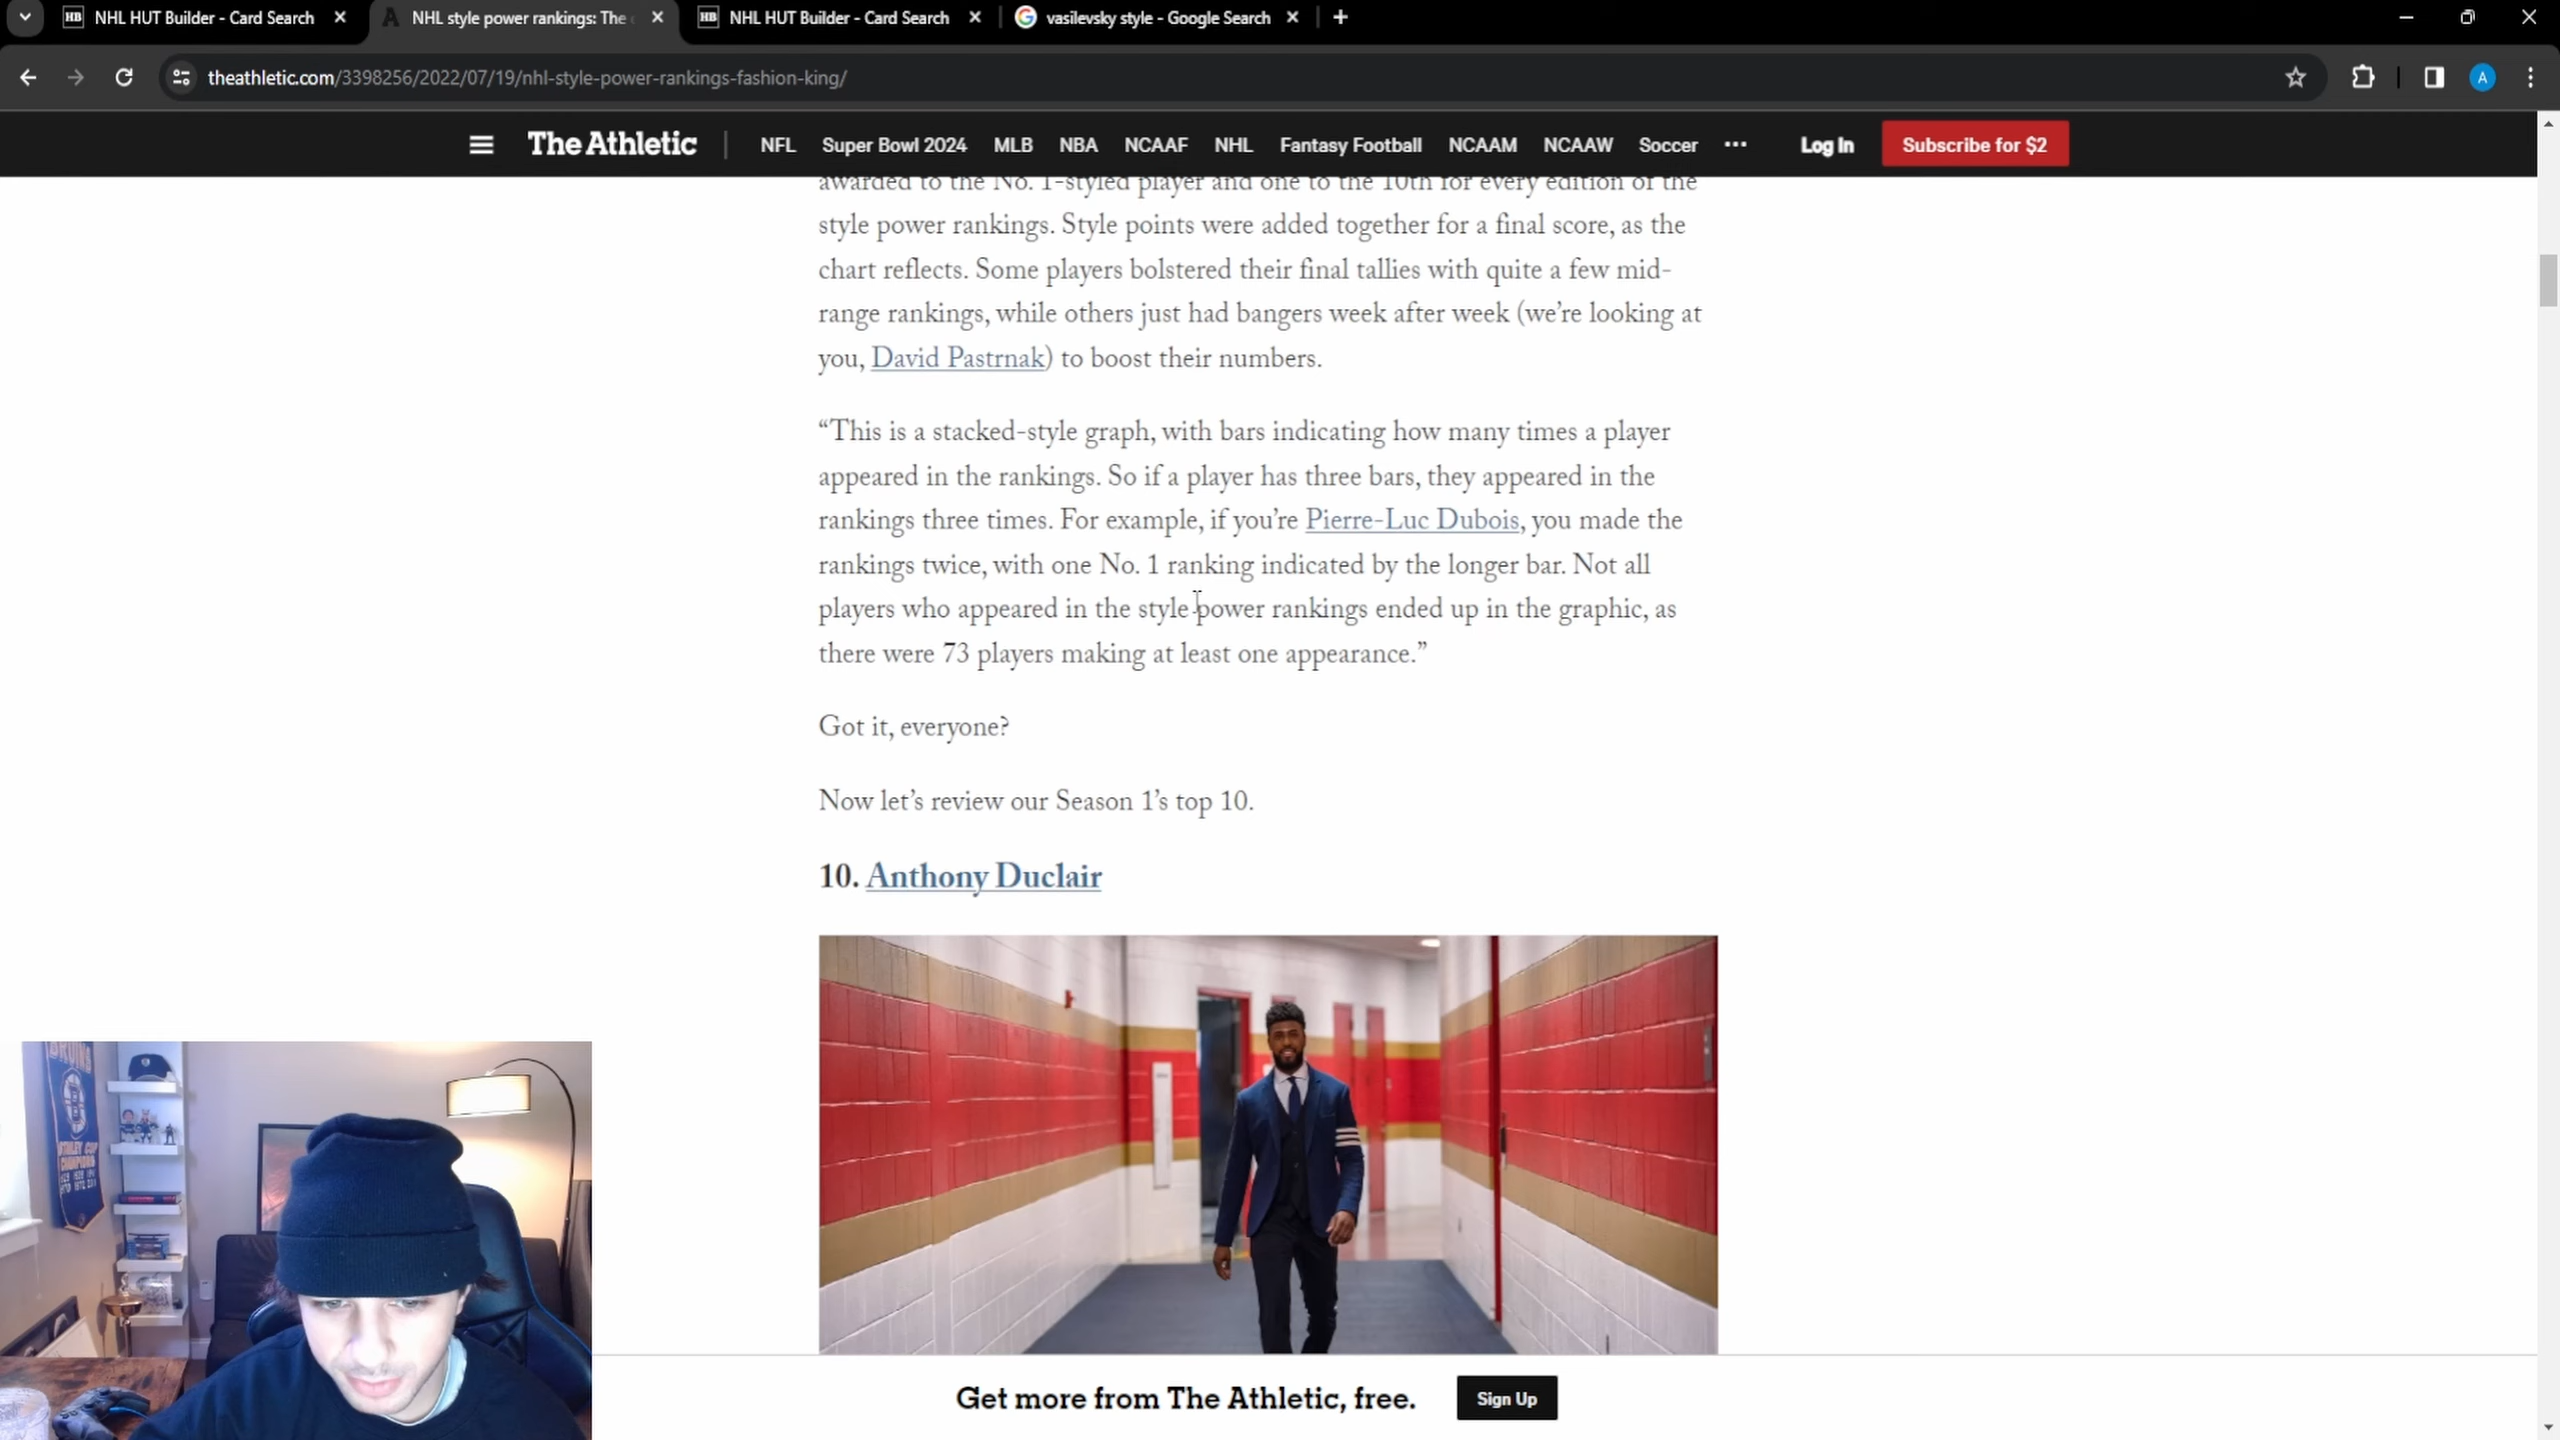 NHL HUT Builder - Card Search
NHL style power rankings: The
NHL HUT Builder - Card Search
vasilevsky style - Google Search
theathletic.com/3398256/2022/07/19/nhl-style-power-rankings-fashion-king/
A
The Athletic
NFL
Super Bowl 2024
MLB
NBA
NCAAF
NHL
Fantasy Football
NCAAM
NCAAW
Soccer
Log In
Subscribe for $2
awarded to the No. 1-styled player and one to the 10th for every edition of the
style power rankings. Style points were added together for a final score, as the
chart reflects. Some players bolstered their final tallies with quite a few mid-
range rankings, while others just had bangers week after week (we're looking at
you, David Pastrnak) to boost their numbers.
“This is a stacked-style graph, with bars indicating how many times a player
appeared in the rankings. So if a player has three bars, they appeared in the
rankings three times. For example, if you’re Pierre-Luc Dubois, you made the
rankings twice, with one No. 1 ranking indicated by the longer bar. Not all
players who appeared in the style power rankings ended up in the graphic, as
there were 73 players making at least one appearance.”
Got it, everyone?
Now let’s review our Season 1’s top 10.
10. Anthony Duclair
BRUINS
STANLEY CUP
CHAMPIONS
Get more from The Athletic, free.
Sign Up